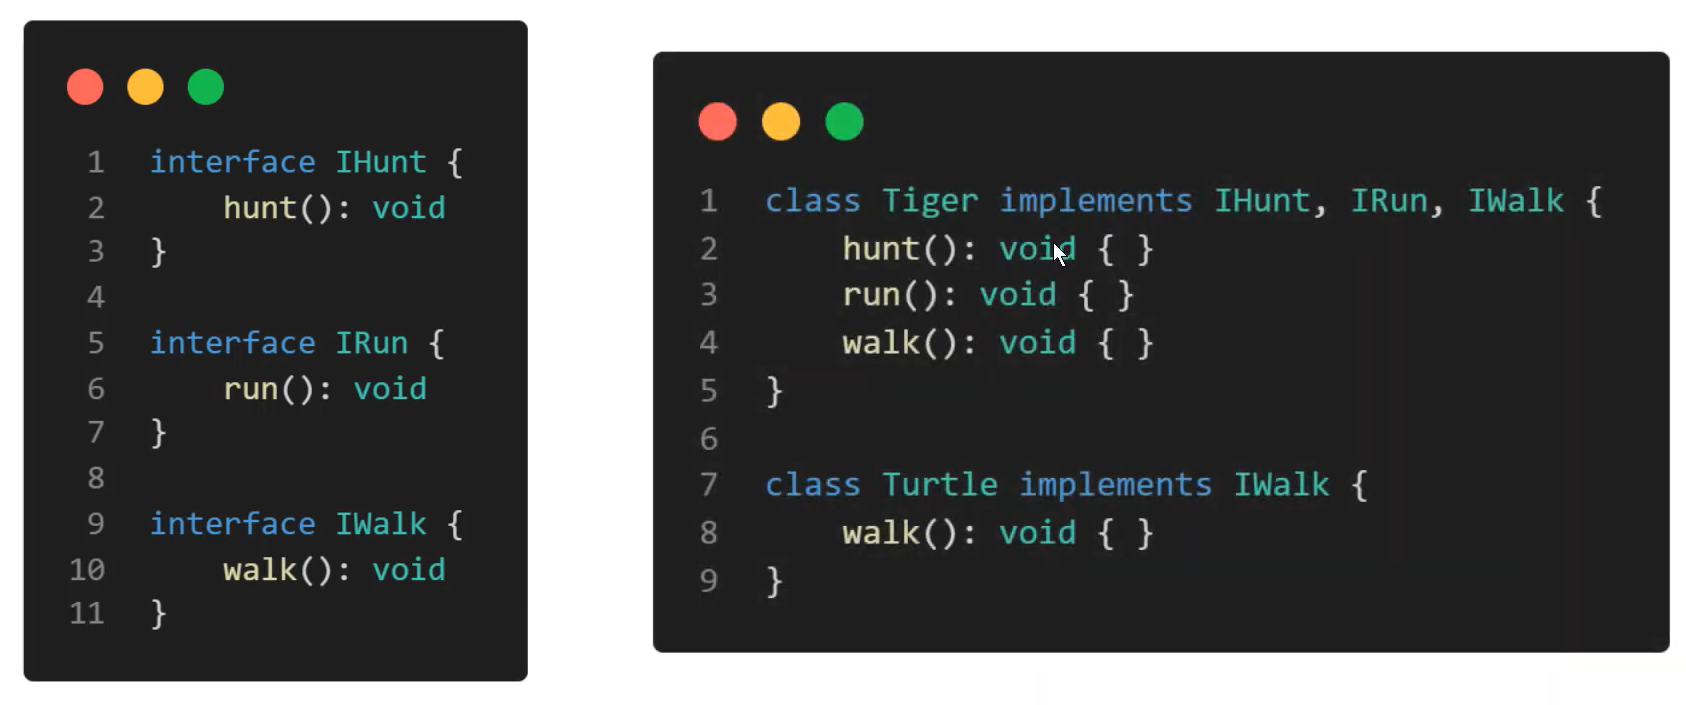 1 interface IHunt {
2     hunt(): void
3 }
4
5 interface IRun {
6     run(): void
7 }
8
9 interface IWalk {
10     walk(): void
11 }
1 class Tiger implements IHunt, IRun, IWalk {
2     hunt(): void { }
3     run(): void { }
4     walk(): void { }
5 }
6
7 class Turtle implements IWalk {
8     walk(): void { }
9 }